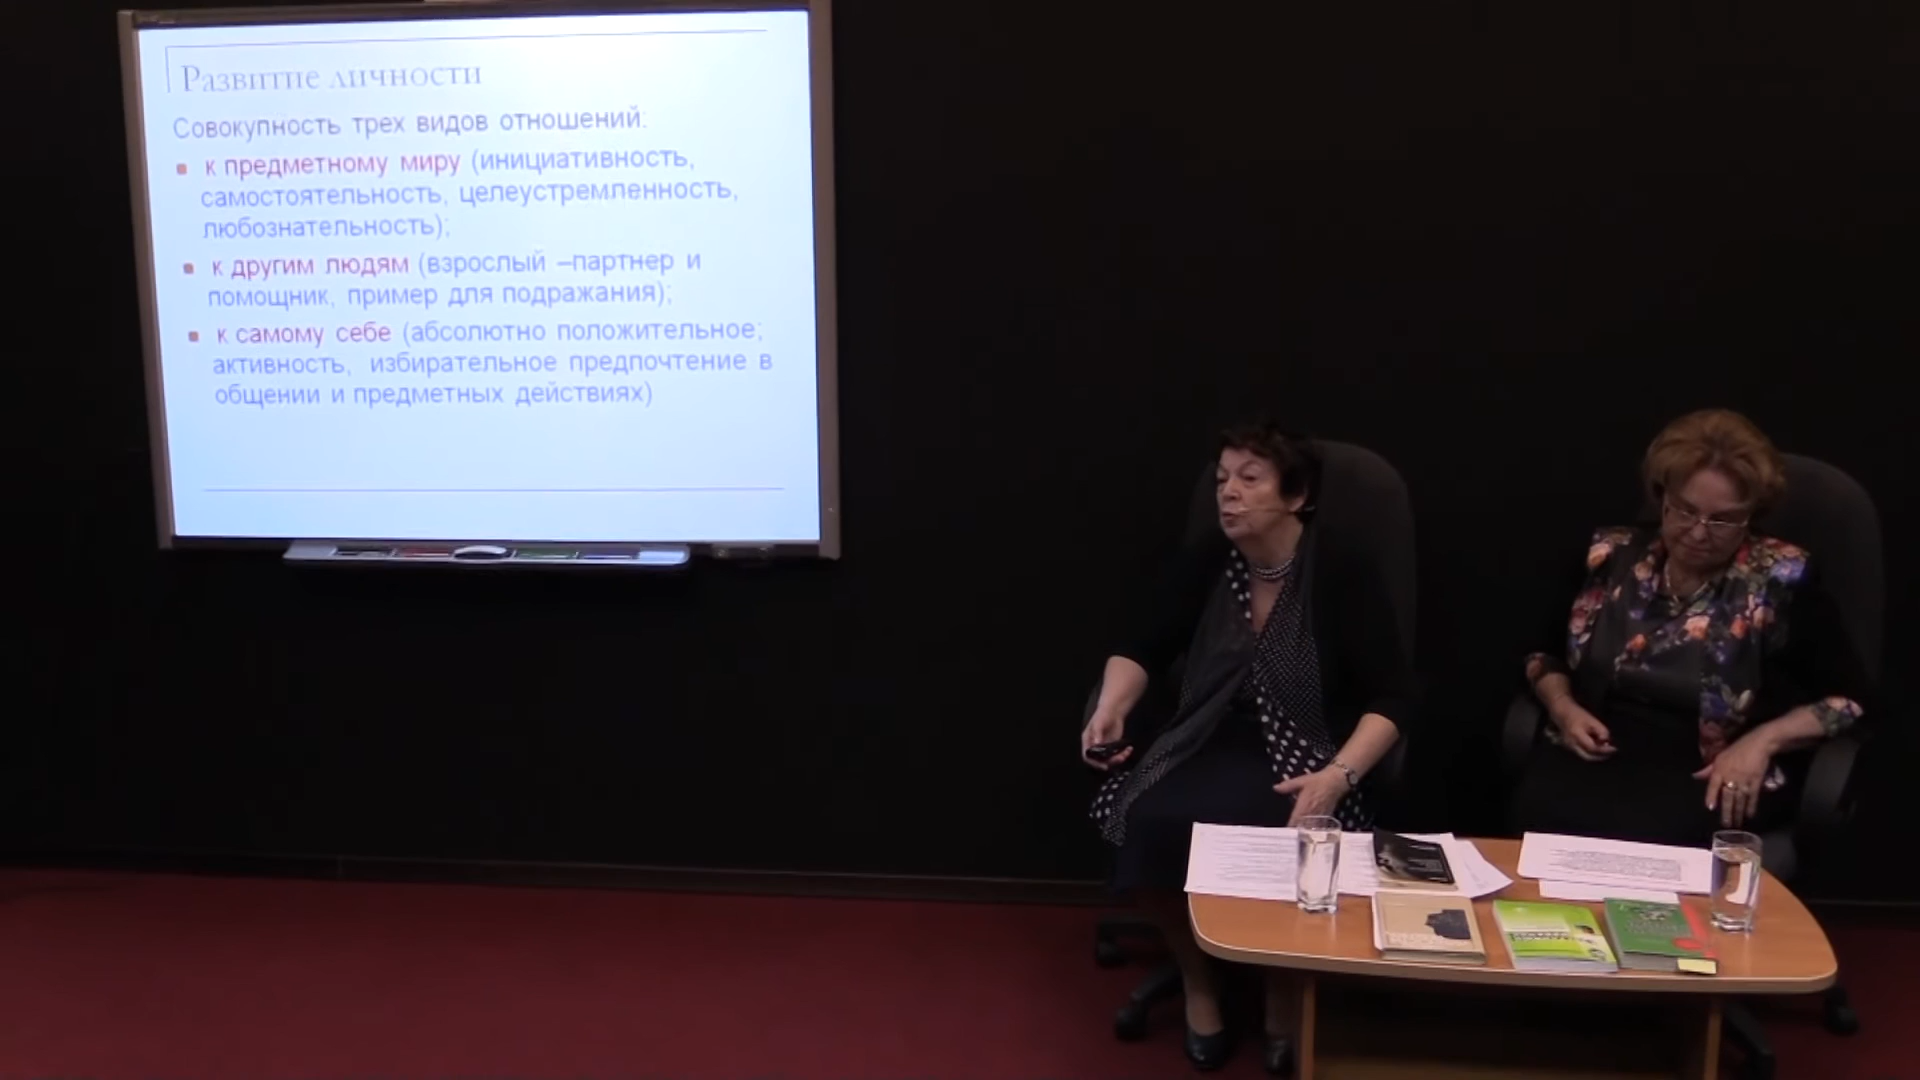 Развитие личности
Совокупность трех видов отношений:
к предметному миру (инициативность,
самостоятельность, целеустремленность,
любознательность);
к другим людям (взрослый –партнер и
помощник, пример для подражания);
к самому себе (абсолютно положительное;
активность, избирательное предпочтение в
общении и предметных действиях)